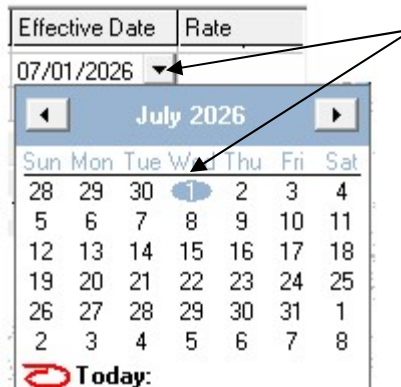 Effective Date Rate
07/01/2026
July 2026
Sun Mon Tue Wed Thu Fri Sat
28 29 30 1 2 3 4
5 6 7 8 9 10 11
12 13 14 15 16 17 18
19 20 21 22 23 24 25
26 27 28 29 30 31 1
2 3 4 5 6 7 8
Today: